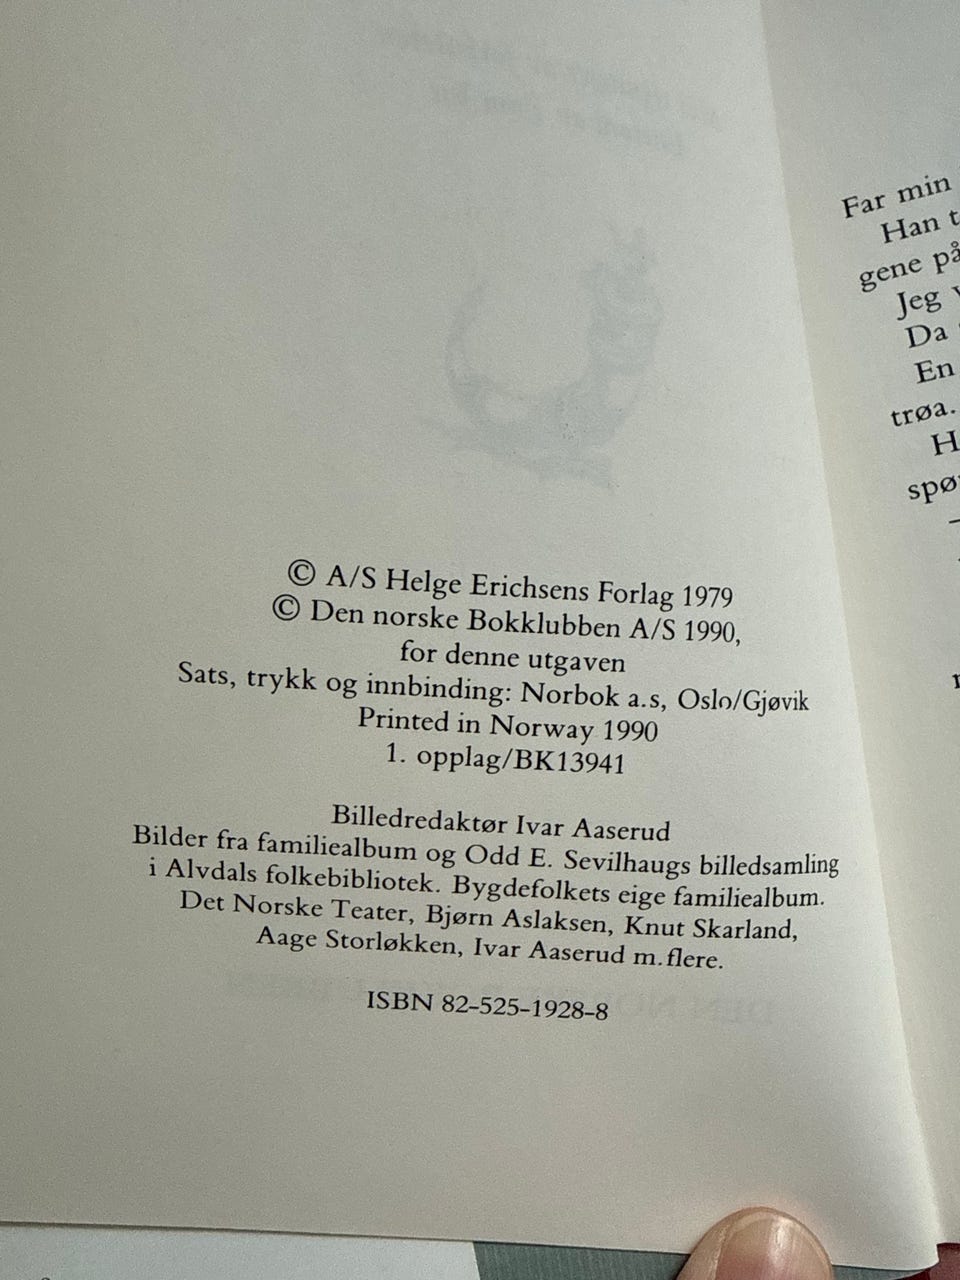 © A/S Helge Erichsens Forlag 1979
© Den norske Bokklubben A/S 1990,
for denne utgaven
Sats, trykk og innbinding: Norbok a.s, Oslo/Gjøvik
Printed in Norway 1990
1. opplag/BK13941
Billedredaktør Ivar Aaserud
Bilder fra familiealbum og Odd E. Sevilhaugs billedsamling
i Alvdals folkebibliotek. Bygdefolkets eige familiealbum.
Det Norske Teater, Bjørn Aslaksen, Knut Skarland,
Aage Storløkken, Ivar Aaserud m.flere.
ISBN 82-525-1928-8
Far min
Han
gene på
Jeg
Da
En
trøa.